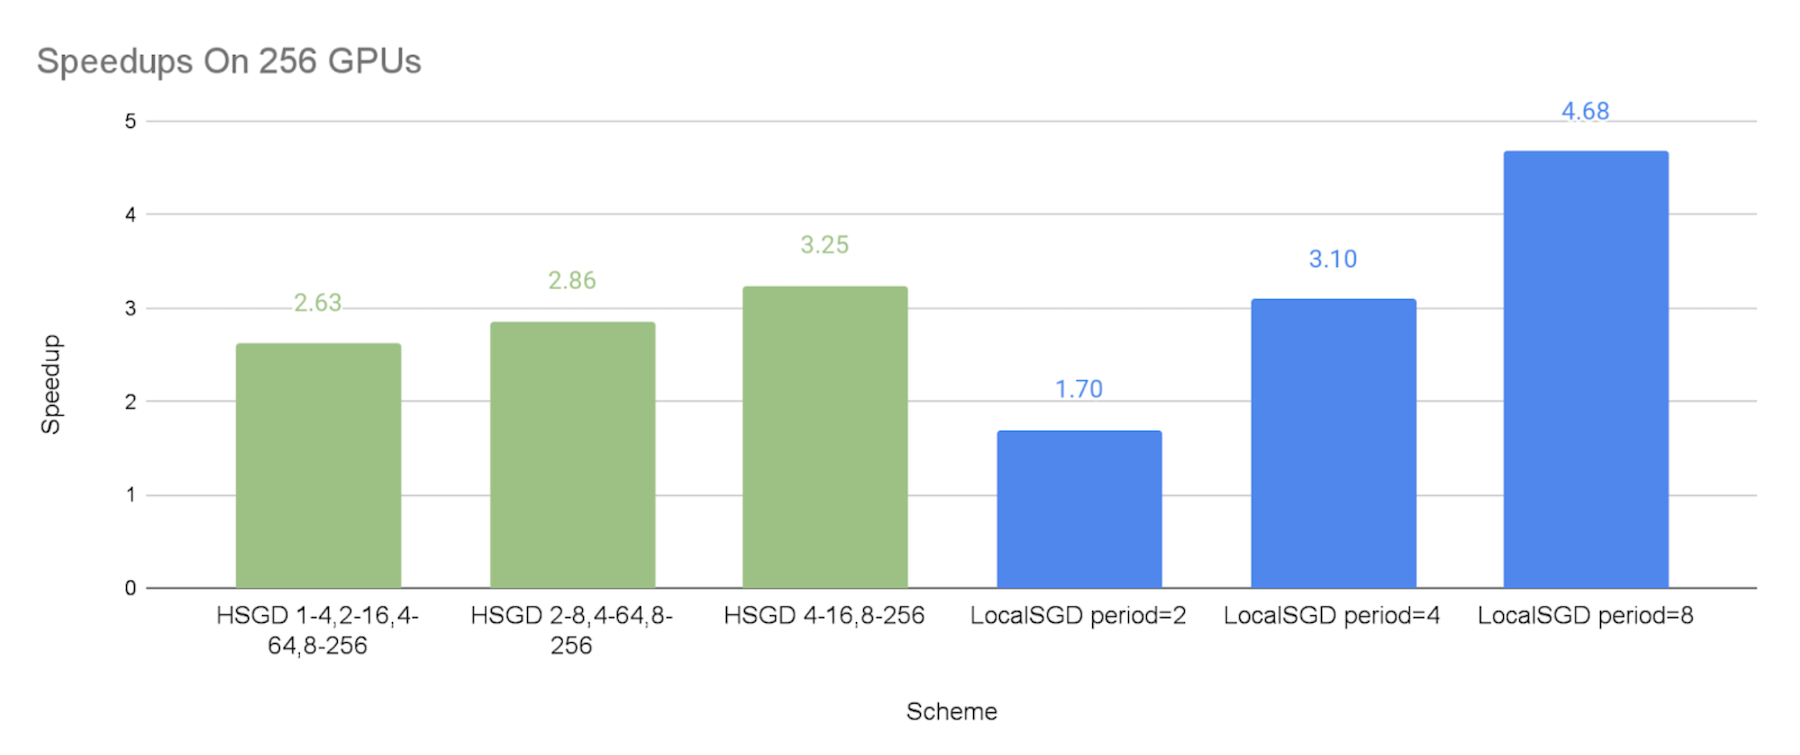 Speedups On 256 GPUs
5
4
3
2
1
0
Speedup
2.63
2.86
3.25
1.70
3.10
4.68
HSGD 1-4,2-16,4-
64,8-256
HSGD 2-8,4-64,8-
256
HSGD 4-16,8-256
LocalSGD period=2
LocalSGD period=4
LocalSGD period=8
Scheme